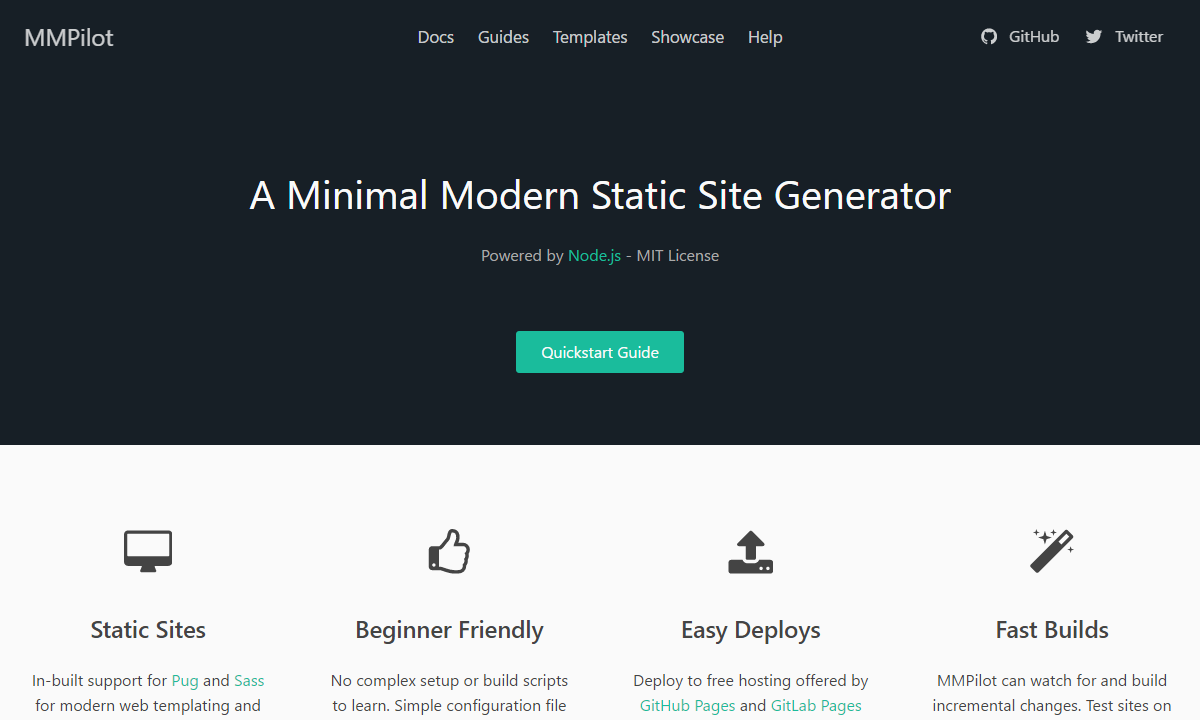 MMPilot
Docs Guides Templates Showcase Help
GitHub Twitter
A Minimal Modern Static Site Generator
Powered by Node.js - MIT License
Quickstart Guide
Static Sites
In-built support for Pug and Sass
for modern web templating and
Beginner Friendly
No complex setup or build scripts
to learn. Simple configuration file
Easy Deploys
Deploy to free hosting offered by
GitHub Pages and GitLab Pages
Fast Builds
MMPilot can watch for and build
incremental changes. Test sites on